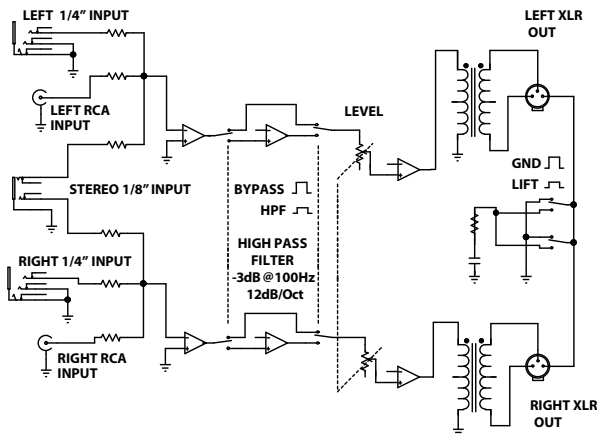 LEFT 1/4” INPUT
LEFT RCA
INPUT
STEREO 1/8” INPUT
RIGHT 1/4” INPUT
RIGHT RCA
INPUT
BYPASS
HPF
HIGH PASS
FILTER
-3dB @100Hz
12dB/Oct
LEVEL
LEFT XLR
OUT
GND
LIFT
RIGHT XLR
OUT